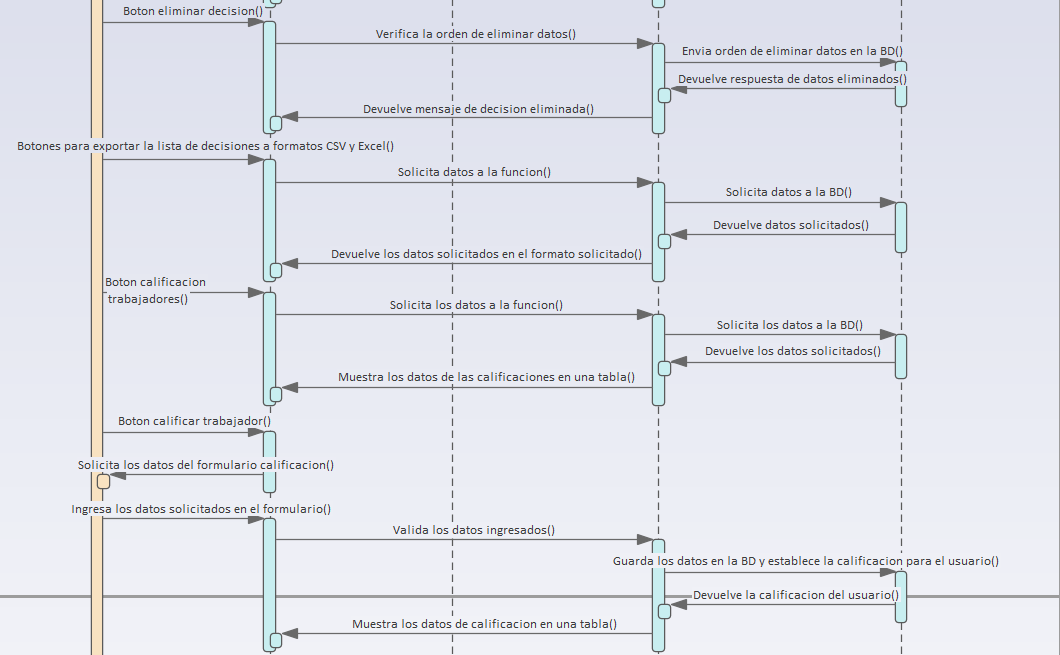 Boton eliminar decision()
Verifica la orden de eliminar datos()
Envia orden de eliminar datos en la BD()
Devuelve respuesta de datos eliminados()
Devuelve mensaje de decision eliminada()
Botones para exportar la lista de decisiones a formatos CSV y Excel()
Solicita datos a la funcion()
Solicita datos a la BD()
Devuelve datos solicitados()
Devuelve los datos solicitados en el formato solicitado()
Boton calificacion
trabajadores()
Solicita los datos a la funcion()
Solicita los datos a la BD()
Devuelve los datos solicitados()
Muestra los datos de las calificaciones en una tabla()
Boton calificar trabajador()
Solicita los datos del formulario calificacion()
Ingresa los datos solicitados en el formulario()
Valida los datos ingresados()
Guarda los datos en la BD y establece la calificacion para el usuario()
Devuelve la calificacion del usuario()
Muestra los datos de calificacion en una tabla()